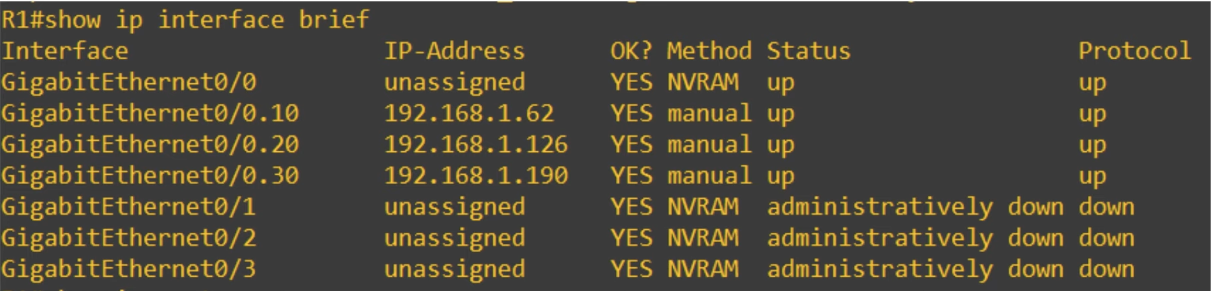 R1#show ip interface brief
Interface IP-Address OK? Method Status Protocol
GigabitEthernet0/0 unassigned YES NVRAM up up
GigabitEthernet0/0.10 192.168.1.62 YES manual up up
GigabitEthernet0/0.20 192.168.1.126 YES manual up up
GigabitEthernet0/0.30 192.168.1.190 YES manual up up
GigabitEthernet0/1 unassigned YES NVRAM administratively down down
GigabitEthernet0/2 unassigned YES NVRAM administratively down down
GigabitEthernet0/3 unassigned YES NVRAM administratively down down